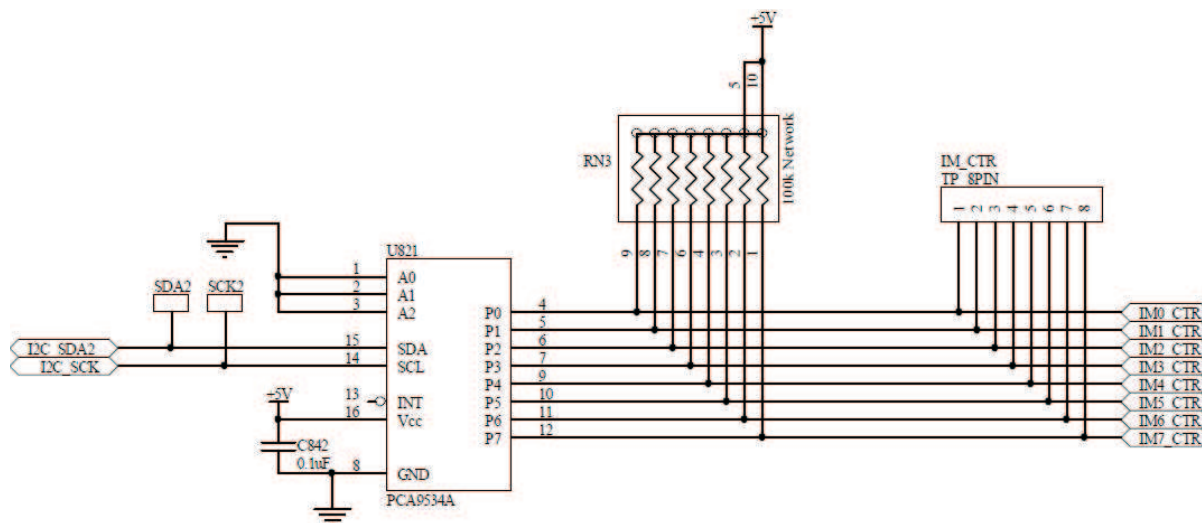 +5V
5
10
RN3
100k Network
IM_CTR
TP_8PIN
1 2 3 4 5 6 7 8
9 8 7 6 4 3 2 1
U821
1 A0
2 A1
3 A2
SDA2
SCK2
P0 4 IM0_CTR
P1 5 IM1_CTR
I2C_SDA2 15 SDA P2 6 IM2_CTR
I2C_SCK 14 SCL P3 7 IM3_CTR
P4 9 IM4_CTR
+5V 13 INT P5 10 IM5_CTR
16 Vcc P6 11 IM6_CTR
P7 12 IM7_CTR
C842
0.1uF
8 GND
PCA9534A